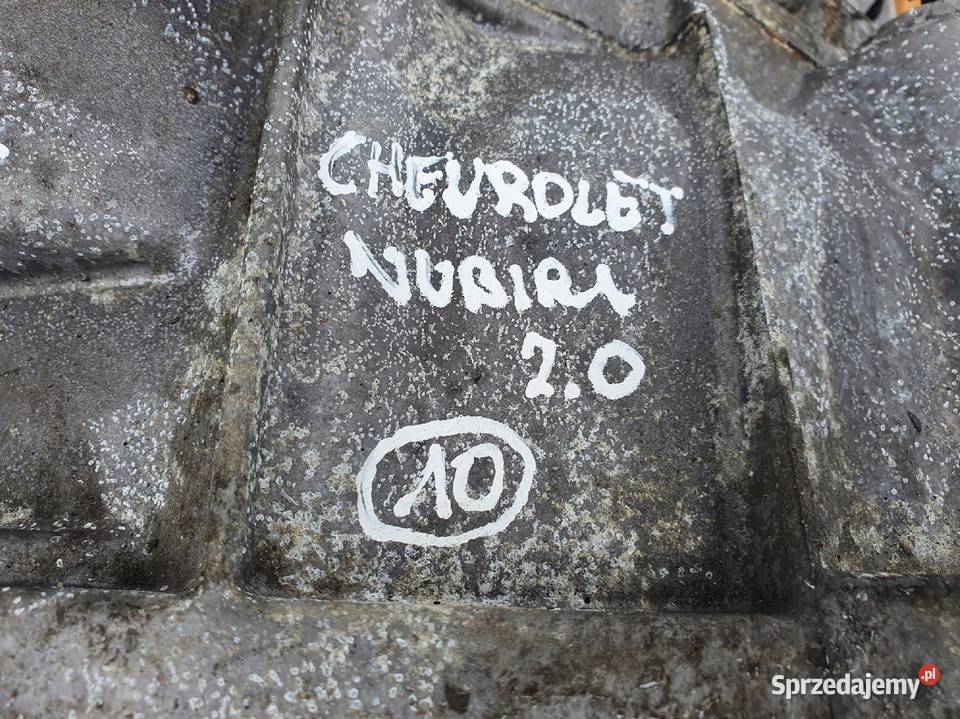 CHEVROLET
NUBIRA
2.0
10
Sprzedajemy.pl